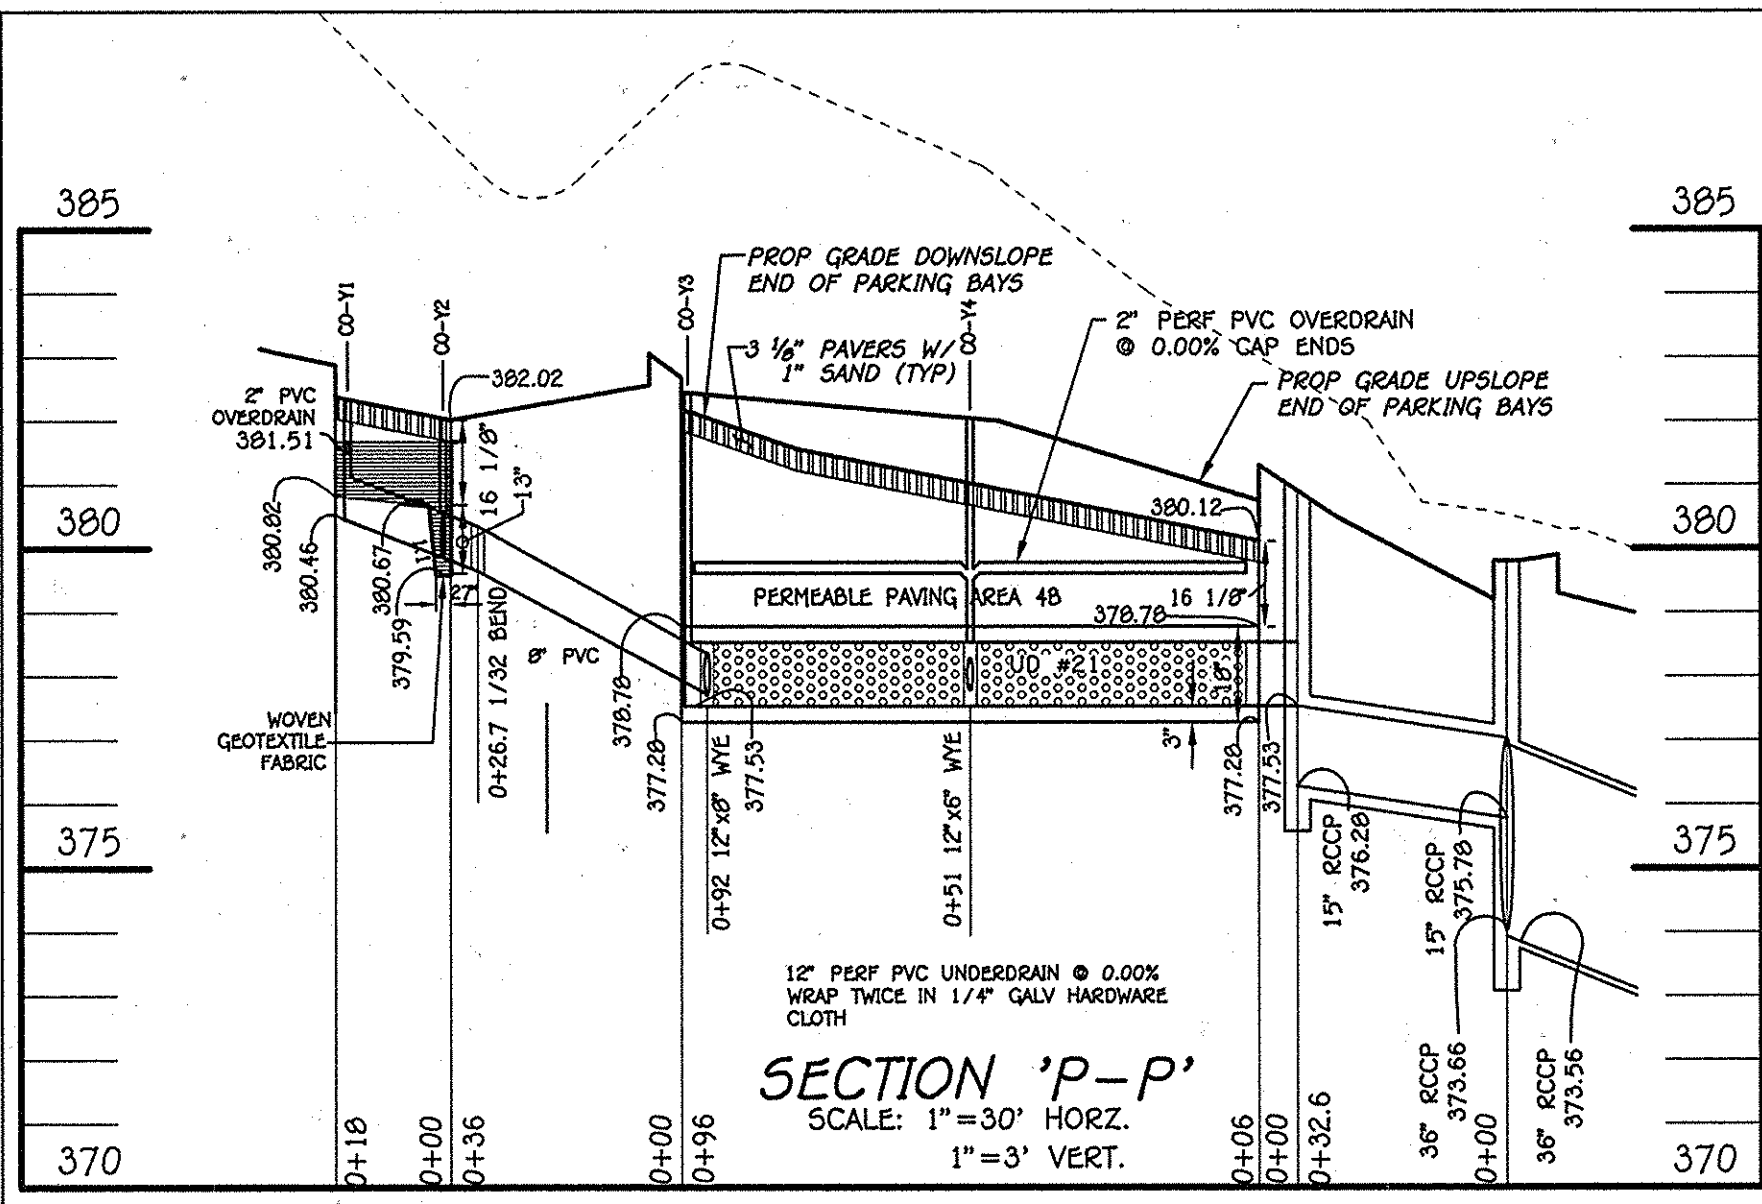 385
385
PROP GRADE DOWNSLOPE
END OF PARKING BAYS
CO-Y1
CO-Y2
CO-Y3
CO-Y4
2" PERF PVC OVERDRAIN
@ 0.00% CAP ENDS
3 1/8" PAVERS W/
1" SAND (TYP)
382.02
PROP GRADE UPSLOPE
END OF PARKING BAYS
2" PVC
OVERDRAIN
381.51
16 1/8"
13"
380
380
380.12
380.82
380.46
380.67
379.59
27"
0+26.7 1/32 BEND
8" PVC
PERMEABLE PAVING AREA 4B
16 1/8"
378.78
UD #21
18"
378.78
377.28
WOVEN
GEOTEXTILE
FABRIC
0+92 12"x8" WYE
377.53
0+51 12"x6" WYE
3"
377.28
377.53
375
375
15" RCCP
376.28
15" RCCP
375.78
12" PERF PVC UNDERDRAIN @ 0.00%
WRAP TWICE IN 1/4" GALV HARDWARE
CLOTH
36" RCCP
373.66
36" RCCP
373.56
SECTION 'P-P'
SCALE: 1"=30' HORZ.
1"=3' VERT.
370
0+18
0+00
0+36
0+00
0+96
0+06
0+00
0+32.6
0+00
370